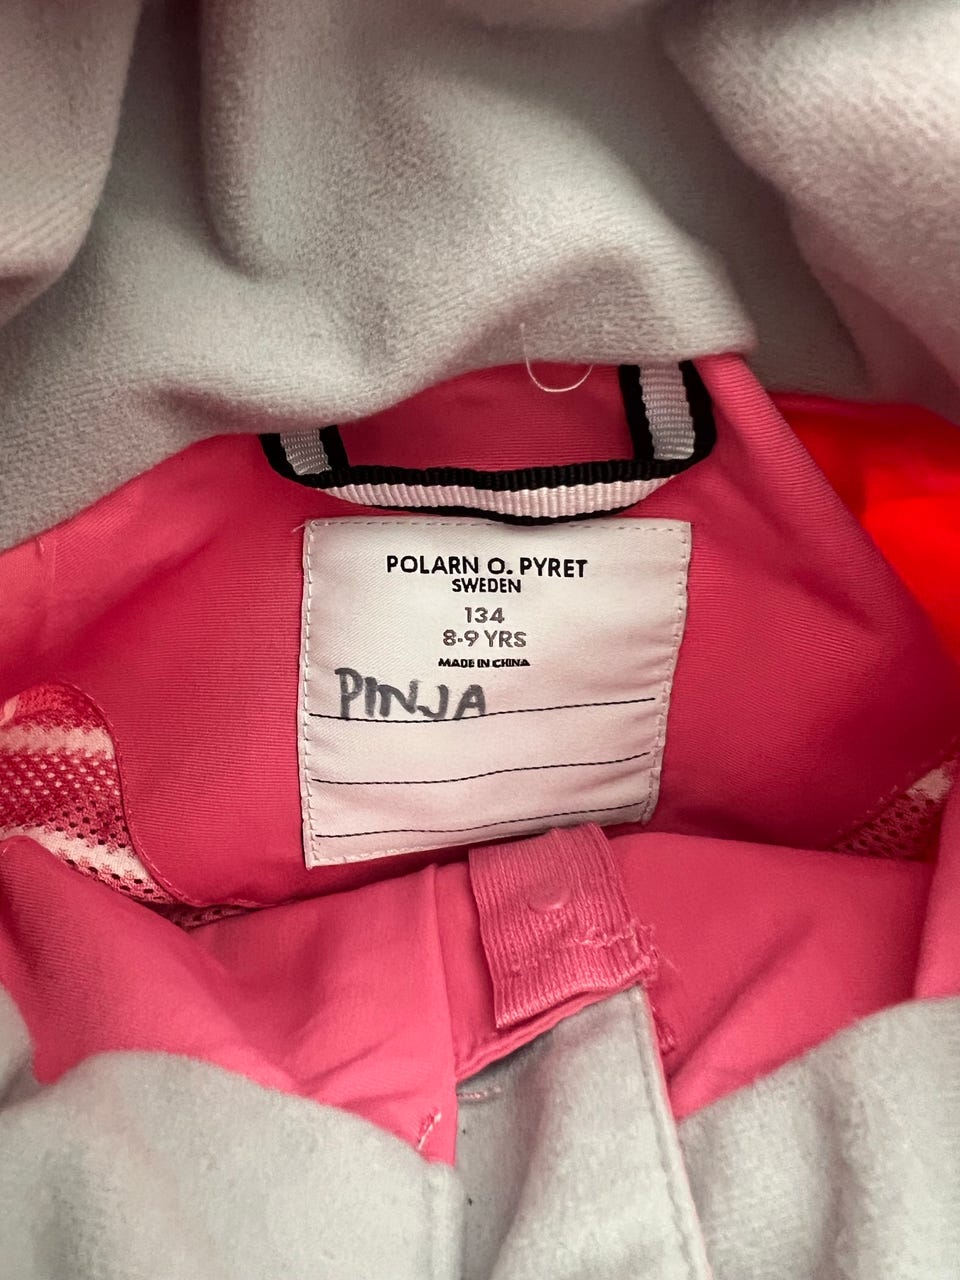 POLARN O. PYRET
SWEDEN
134
8-9 YRS
MADE IN CHINA
PINJA